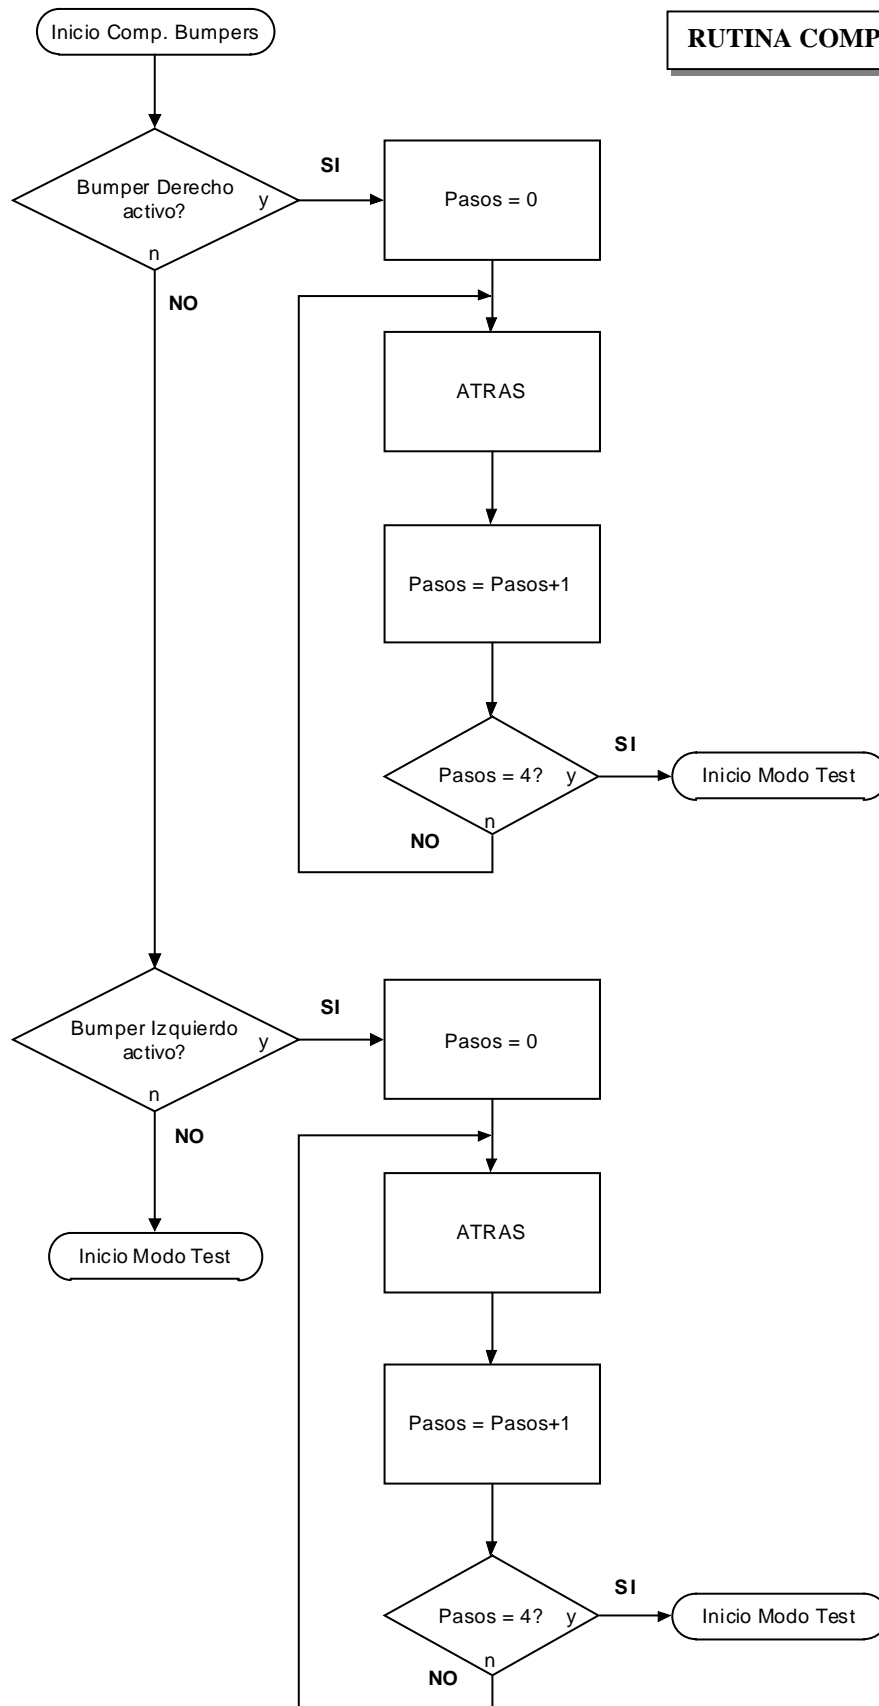 Inicio Comp. Bumpers
RUTINA COMP
Bumper Derecho
activo?
y
n
SI
NO
Pasos = 0
ATRAS
Pasos = Pasos+1
Pasos = 4?
y
n
SI
NO
Inicio Modo Test
Bumper Izquierdo
activo?
y
n
SI
NO
Inicio Modo Test
Pasos = 0
ATRAS
Pasos = Pasos+1
Pasos = 4?
y
n
SI
NO
Inicio Modo Test